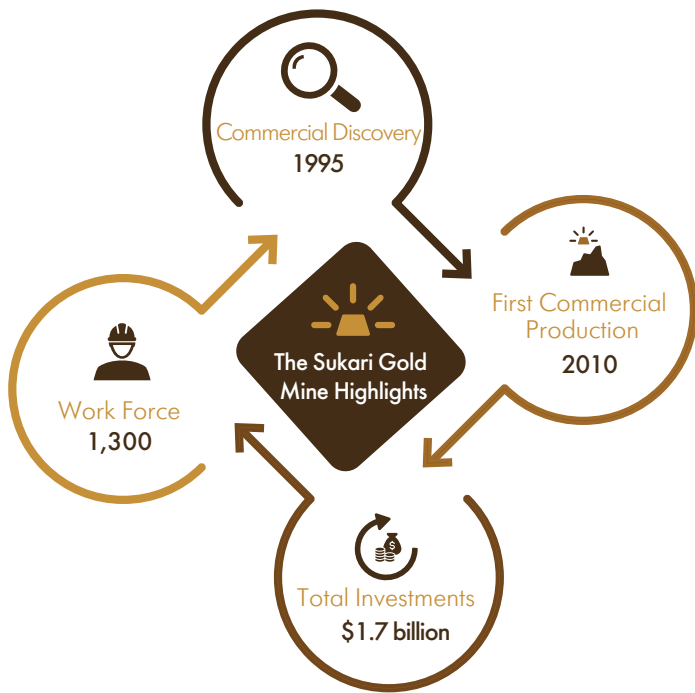 Commercial Discovery
1995
First Commercial
Production
2010
The Sukari Gold
Mine Highlights
Work Force
1,300
$
Total Investments
$1.7 billion